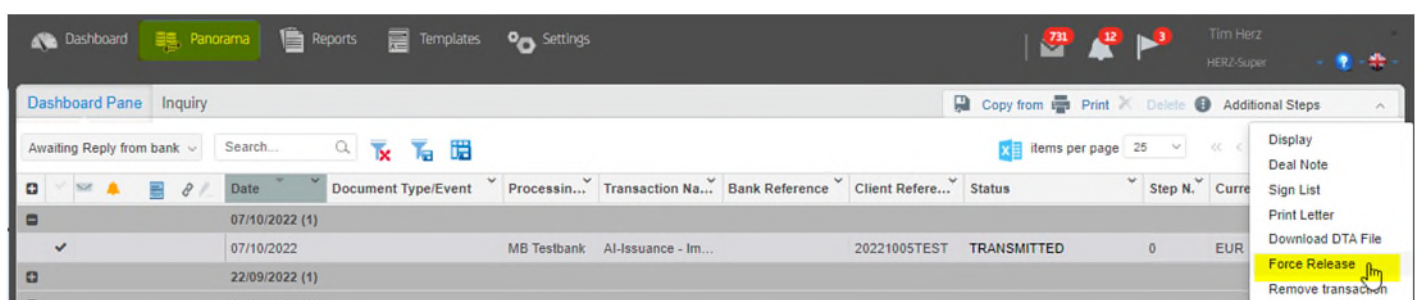 Dashboard Panorama Reports Templates Settings 731 12 3 Tim Herz
HERZ-Super
Dashboard Pane Inquiry Copy from Print Delete Additional Steps
Awaiting Reply from bank Search... items per page 25
Display
Deal Note
Date Document Type/Event Processin... Transaction Na... Bank Reference Client Refere... Status Step N. Curre
Sign List
07/10/2022 (1)
Print Letter
07/10/2022 MB Testbank AI-Issuance - Im... 20221005TEST TRANSMITTED 0 EUR
Download DTA File
22/09/2022 (1)
Force Release
Remove transaction